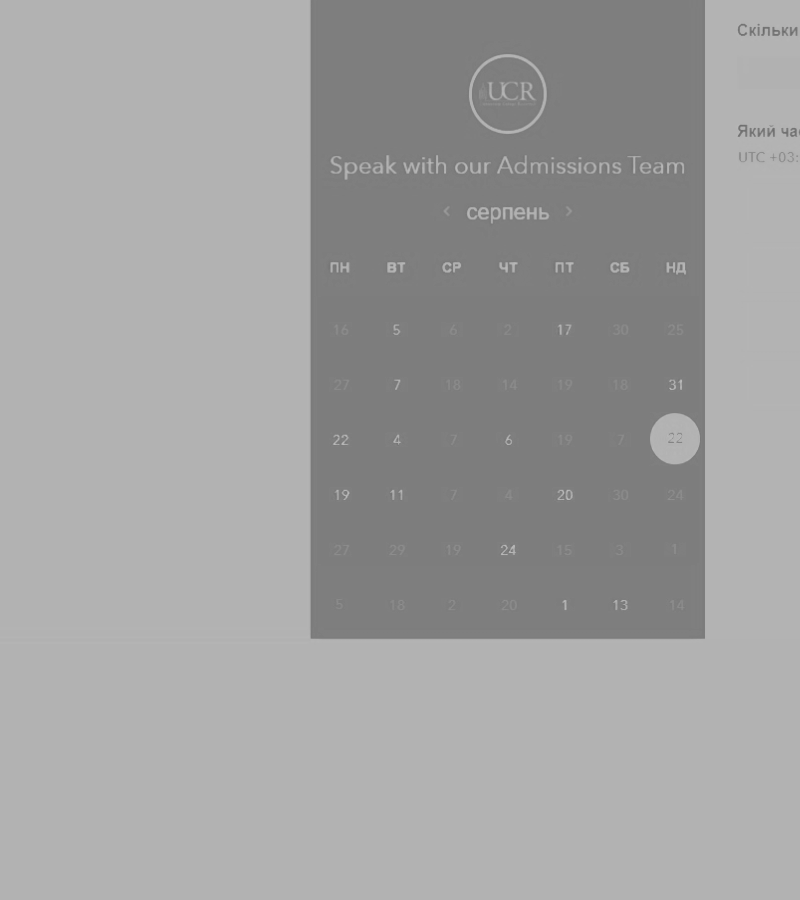 Скільки
UCR
Speak with our Admissions Team
Який ча
UTC +03:
‹ серпень ›
ПН ВТ СР ЧТ ПТ СБ НД
16 5 6 2 17 30 25
27 7 18 14 19 18 31
22 4 7 6 19 7 22
19 11 7 4 20 30 24
27 29 19 24 15 3 1
5 18 2 20 1 13 14